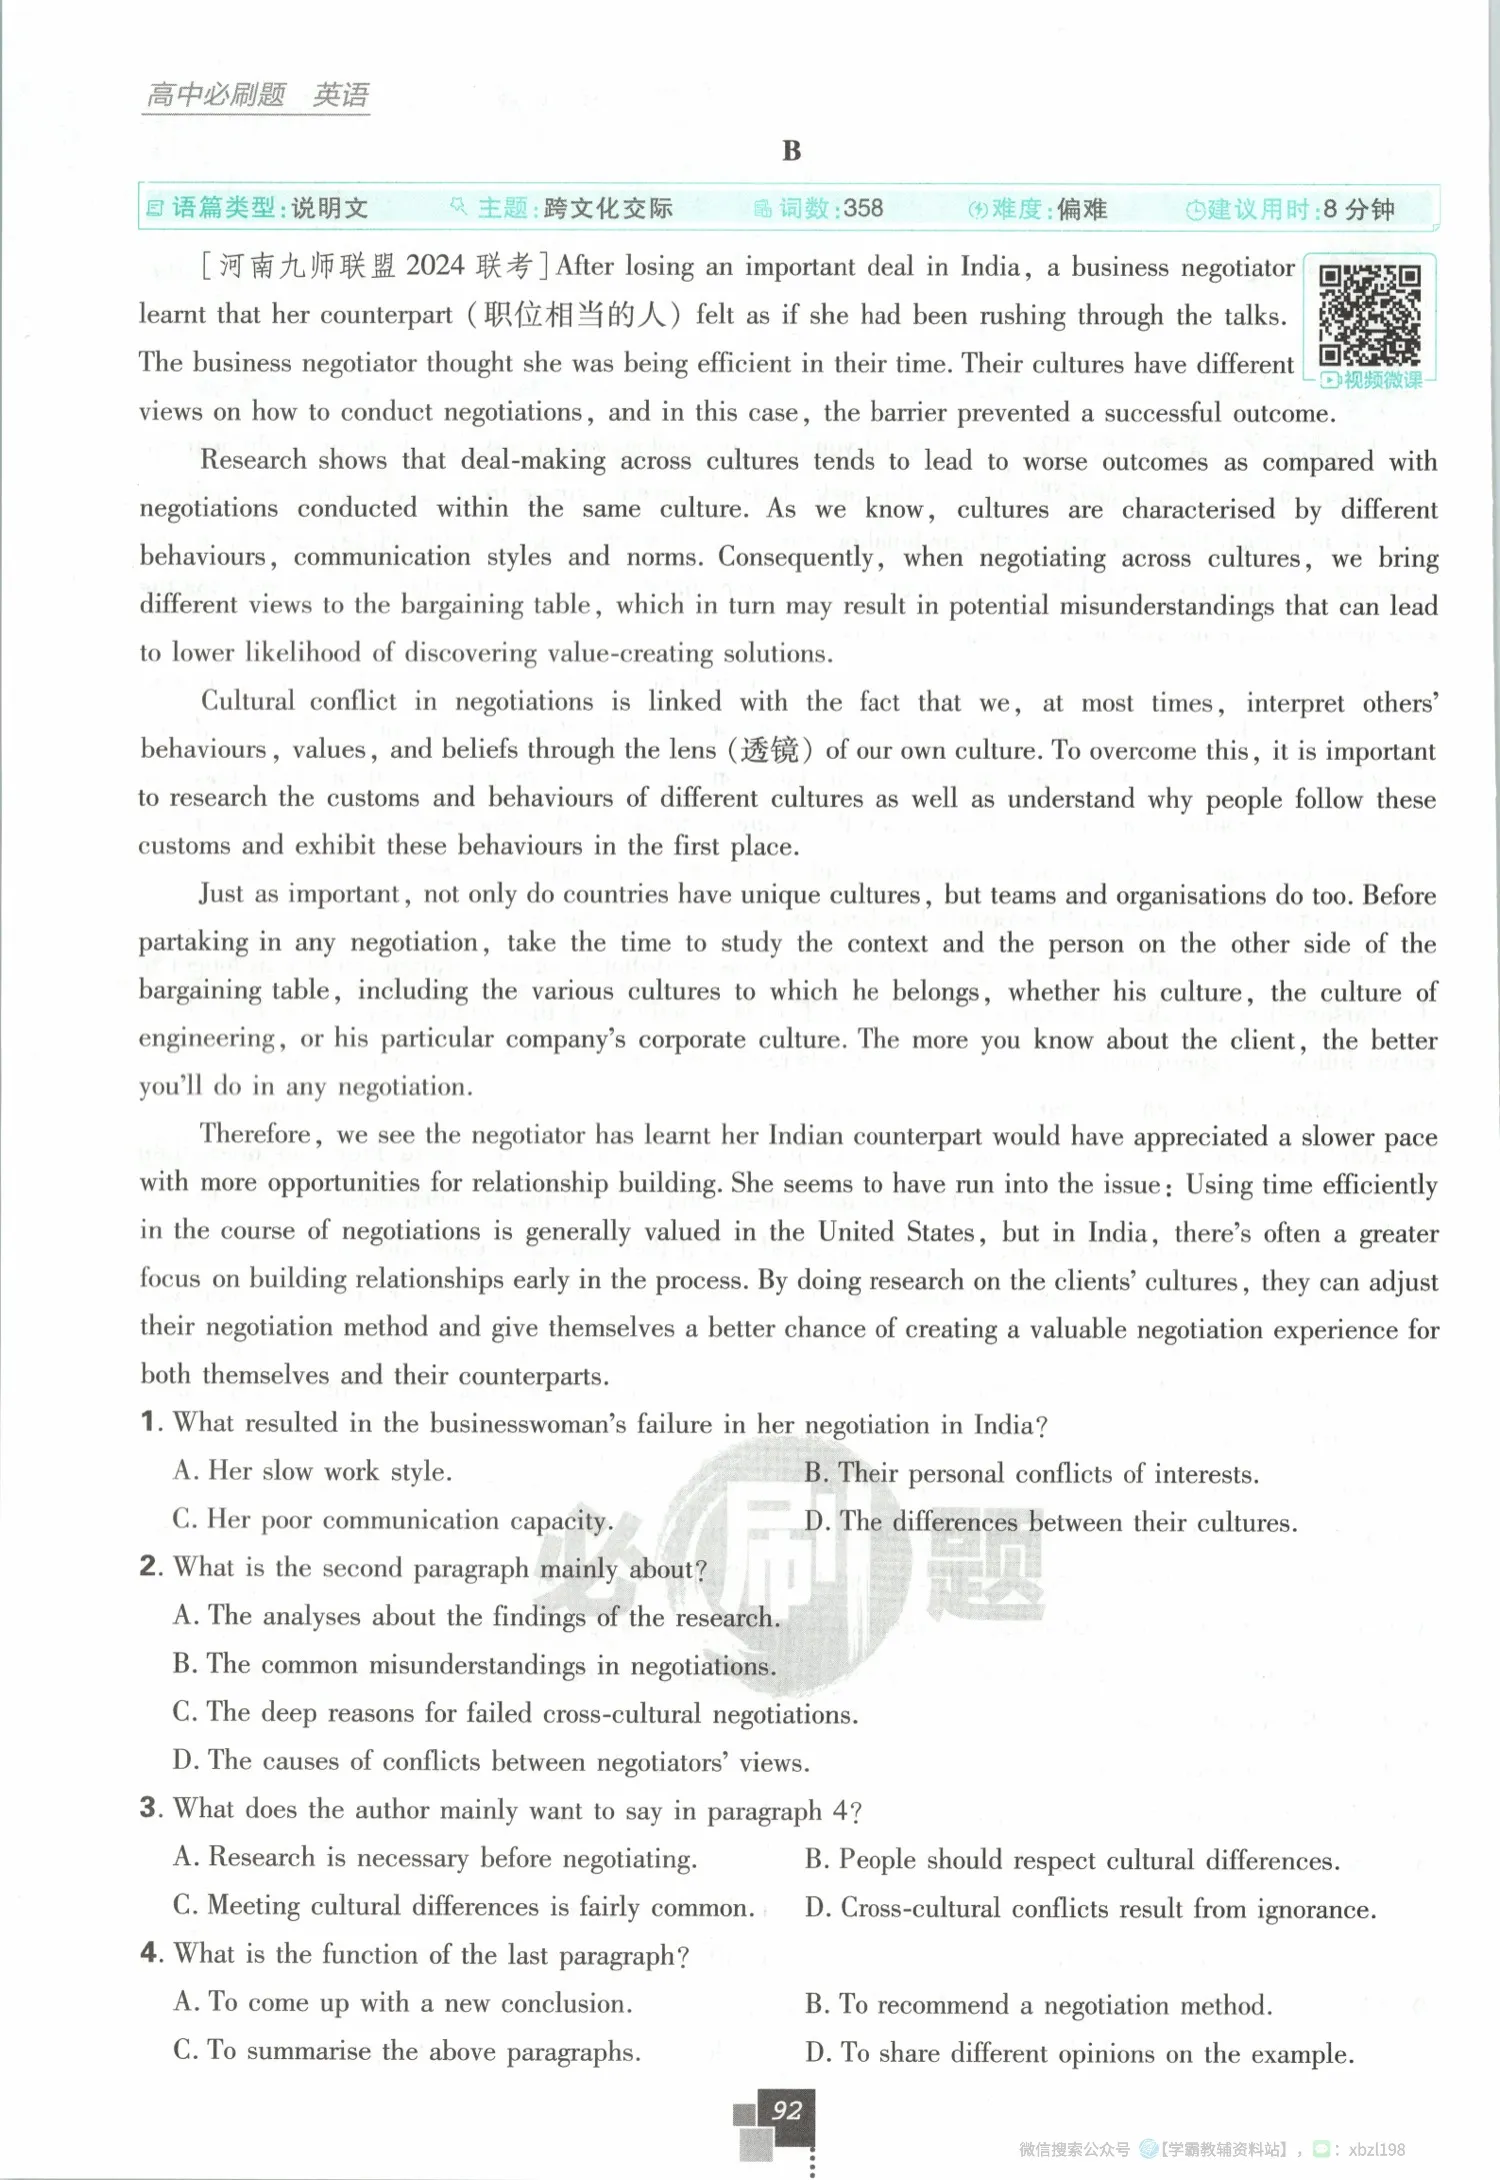 高中必刷题 英语
B
语篇类型:说明文 主题:跨文化交际 词数:358 难度:偏难 建议用时:8分钟
[河南九师联盟2024联考]After losing an important deal in India, a business negotiator
learnt that her counterpart(职位相当的人)felt as if she had been rushing through the talks.
The business negotiator thought she was being efficient in their time. Their cultures have different
视频微课
views on how to conduct negotiations, and in this case, the barrier prevented a successful outcome.
Research shows that deal-making across cultures tends to lead to worse outcomes as compared with
negotiations conducted within the same culture. As we know, cultures are characterised by different
behaviours, communication styles and norms. Consequently, when negotiating across cultures, we bring
different views to the bargaining table, which in turn may result in potential misunderstandings that can lead
to lower likelihood of discovering value-creating solutions.
Cultural conflict in negotiations is linked with the fact that we, at most times, interpret others'
behaviours, values, and beliefs through the lens(透镜)of our own culture. To overcome this, it is important
to research the customs and behaviours of different cultures as well as understand why people follow these
customs and exhibit these behaviours in the first place.
Just as important, not only do countries have unique cultures, but teams and organisations do too. Before
partaking in any negotiation, take the time to study the context and the person on the other side of the
bargaining table, including the various cultures to which he belongs, whether his culture, the culture of
engineering, or his particular company's corporate culture. The more you know about the client, the better
you'll do in any negotiation.
Therefore, we see the negotiator has learnt her Indian counterpart would have appreciated a slower pace
with more opportunities for relationship building. She seems to have run into the issue: Using time efficiently
in the course of negotiations is generally valued in the United States, but in India, there's often a greater
focus on building relationships early in the process. By doing research on the clients' cultures, they can adjust
their negotiation method and give themselves a better chance of creating a valuable negotiation experience for
both themselves and their counterparts.
1. What resulted in the businesswoman's failure in her negotiation in India?
A. Her slow work style. B. Their personal conflicts of interests.
C. Her poor communication capacity. D. The differences between their cultures.
必刷题
2. What is the second paragraph mainly about?
A. The analyses about the findings of the research.
B. The common misunderstandings in negotiations.
C. The deep reasons for failed cross-cultural negotiations.
D. The causes of conflicts between negotiators' views.
3. What does the author mainly want to say in paragraph 4?
A. Research is necessary before negotiating. B. People should respect cultural differences.
C. Meeting cultural differences is fairly common. D. Cross-cultural conflicts result from ignorance.
4. What is the function of the last paragraph?
A. To come up with a new conclusion. B. To recommend a negotiation method.
C. To summarise the above paragraphs. D. To share different opinions on the example.
92
微信搜索公众号【学霸教辅资料站】,：xbzl198